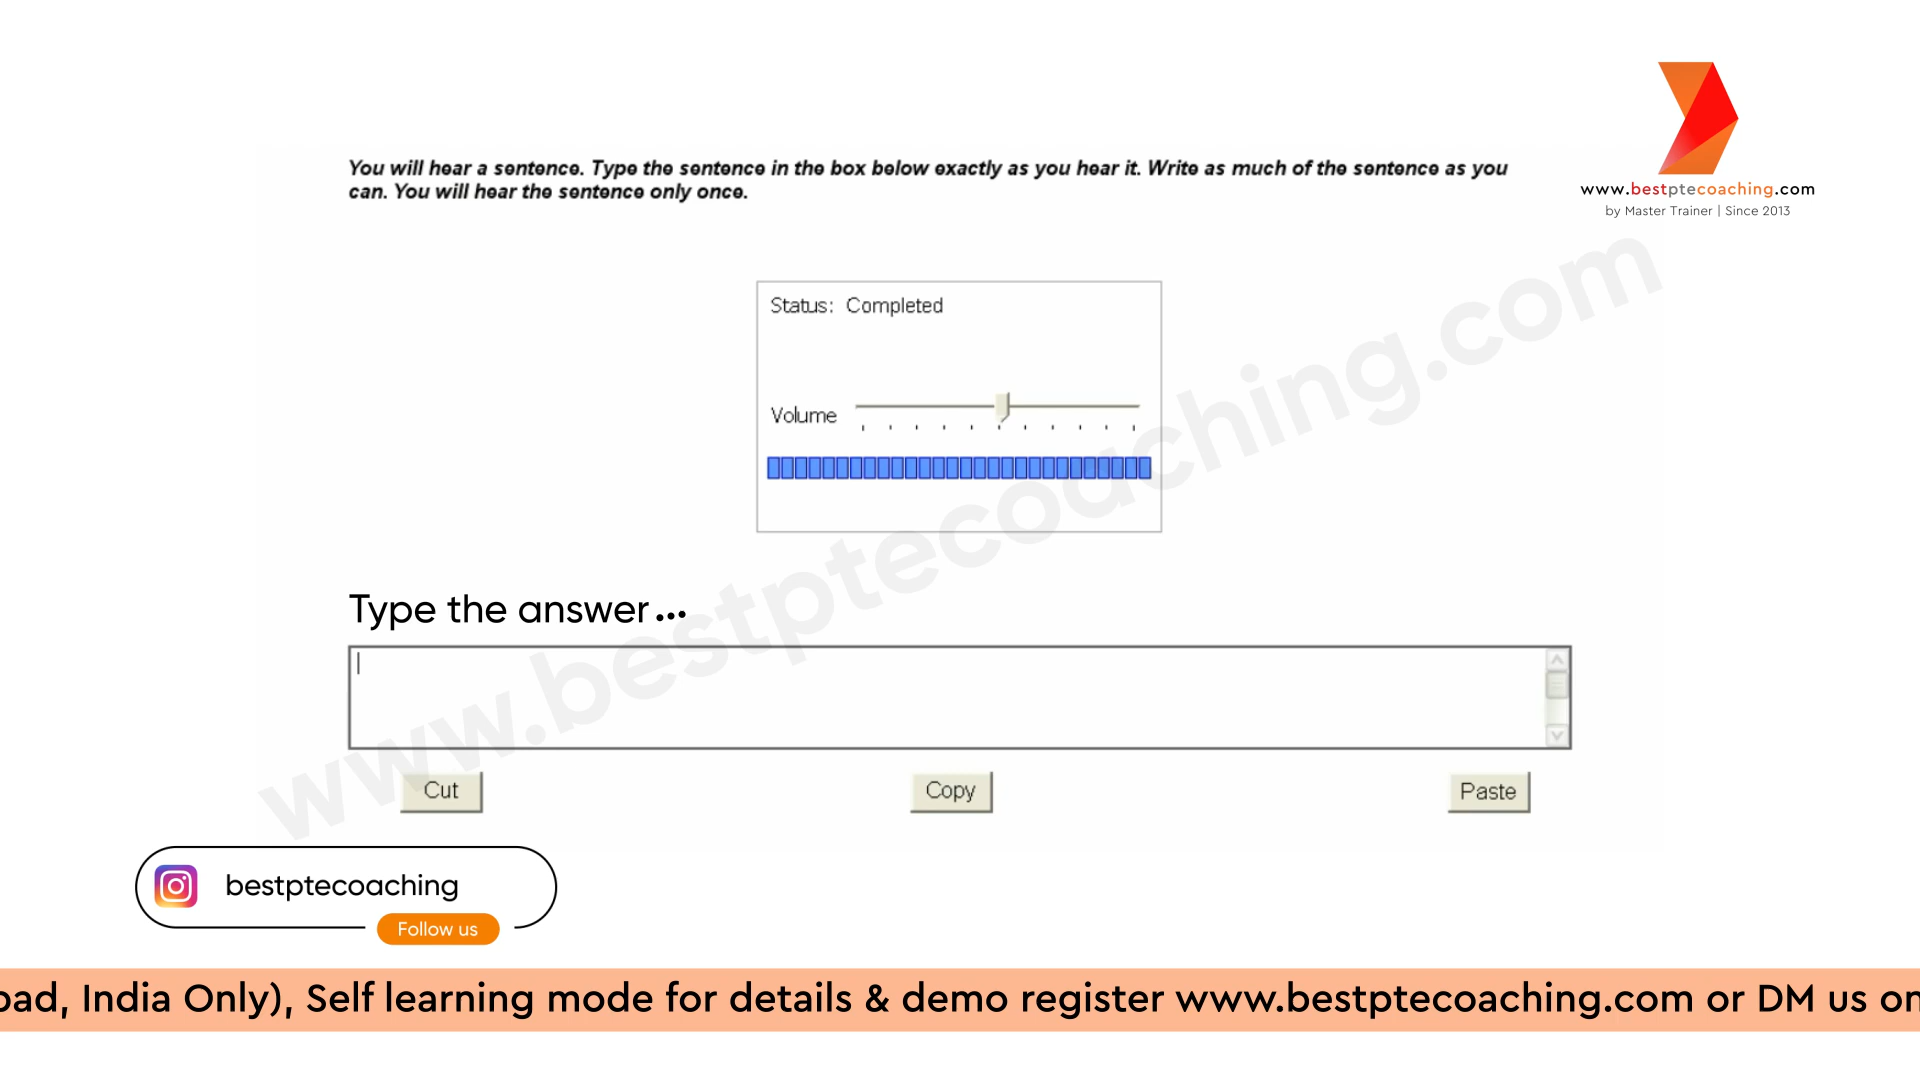 You will hear a sentence. Type the sentence in the box below exactly as you hear it. Write as much of the sentence as you
can. You will hear the sentence only once.
www.bestptecoaching.com
by Master Trainer | Since 2013
Status: Completed
Volume
www.bestptecoaching.com
Type the answer...
Cut
Copy
Paste
bestptecoaching
Follow us
India Only), Self learning mode for details & demo register www.bestptecoaching.com or DM us on